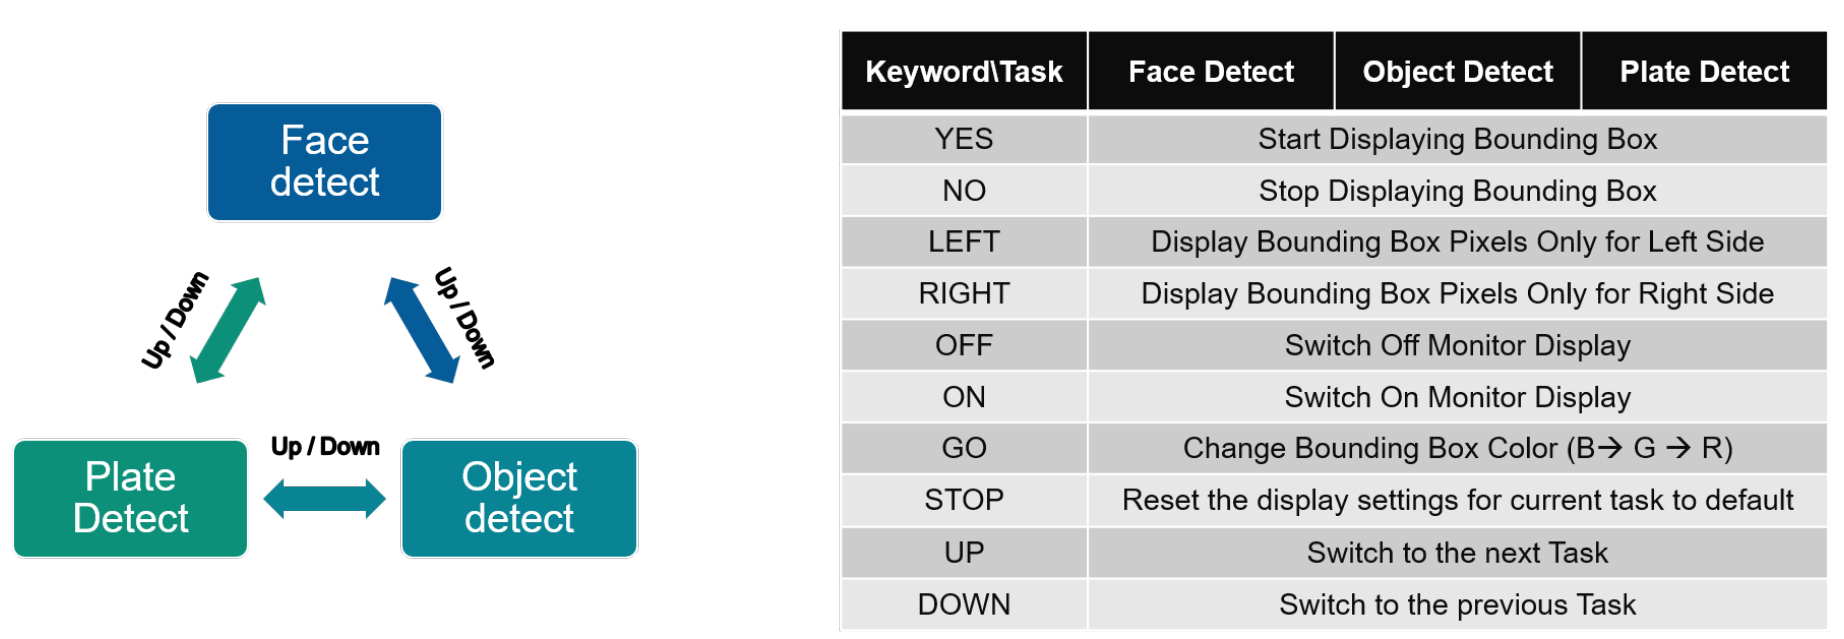 Face
detect
Up / Down
Up / Down
Up / Down
Plate
Detect
Object
detect
Keyword\Task Face Detect Object Detect Plate Detect
YES Start Displaying Bounding Box
NO Stop Displaying Bounding Box
LEFT Display Bounding Box Pixels Only for Left Side
RIGHT Display Bounding Box Pixels Only for Right Side
OFF Switch Off Monitor Display
ON Switch On Monitor Display
GO Change Bounding Box Color (B→ G → R)
STOP Reset the display settings for current task to default
UP Switch to the next Task
DOWN Switch to the previous Task